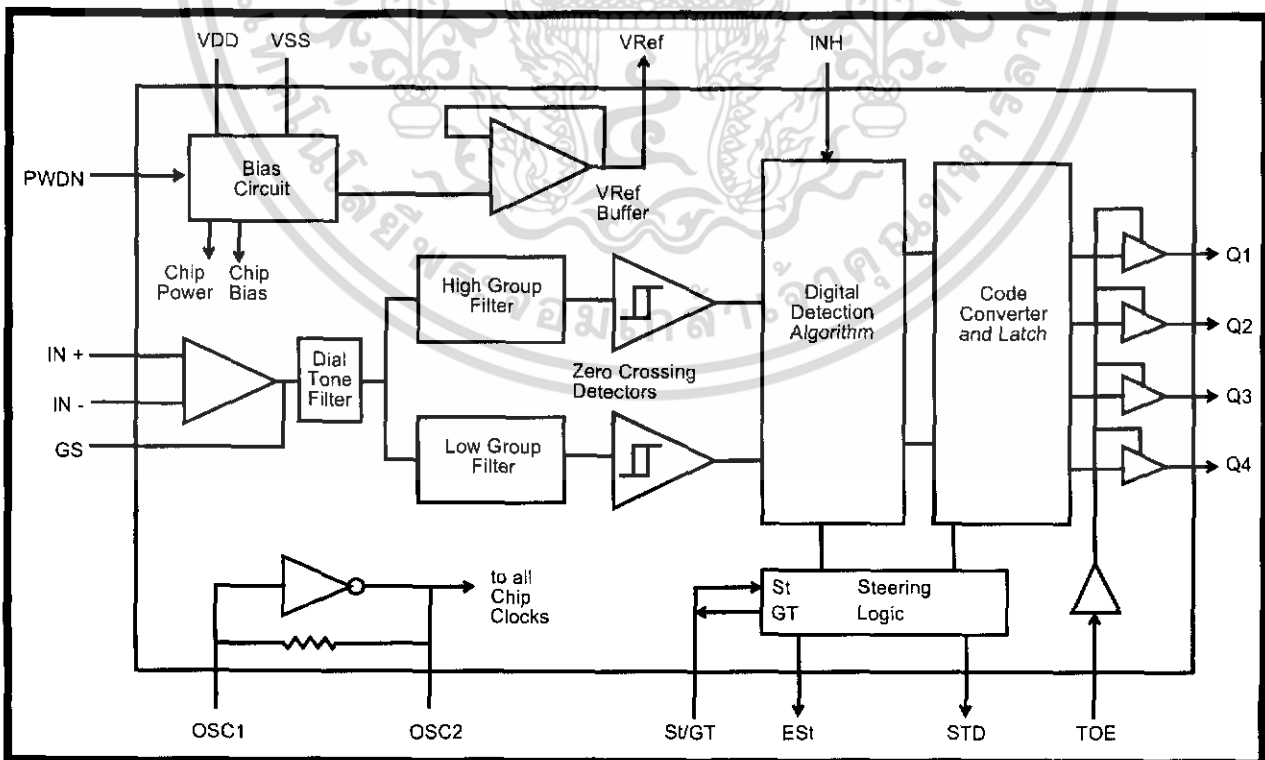 VDD
VSS
VRef
INH
PWDN
Bias
Circuit
VRef
Buffer
Chip
Power
Chip
Bias
High Group
Filter
Digital
Detection
Algorithm
Code
Converter
and Latch
Q1
Q2
Q3
Q4
IN +
IN -
GS
Dial
Tone
Filter
Zero Crossing
Detectors
Low Group
Filter
to all
Chip
Clocks
St
GT
Steering
Logic
OSC1
OSC2
St/GT
ESt
STD
TOE